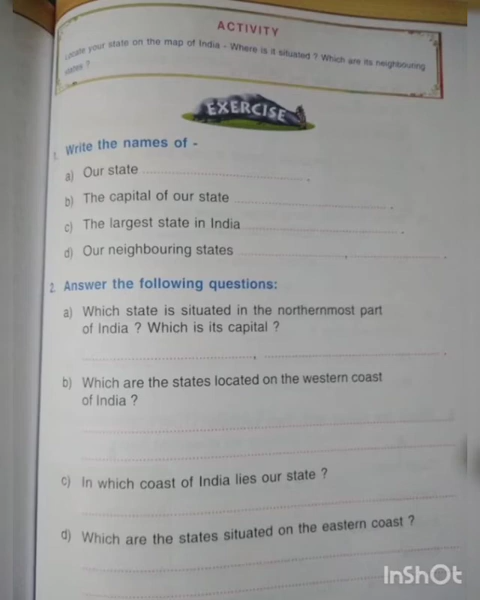 ACTIVITY
Locate your state on the map of India - Where is it situated ? Which are its neighbouring
states ?
EXERCISE
1. Write the names of -
a) Our state
b) The capital of our state
c) The largest state in India
d) Our neighbouring states
2. Answer the following questions:
a) Which state is situated in the northernmost part
of India ? Which is its capital ?
b) Which are the states located on the western coast
of India ?
c) In which coast of India lies our state ?
d) Which are the states situated on the eastern coast ?
InShOt